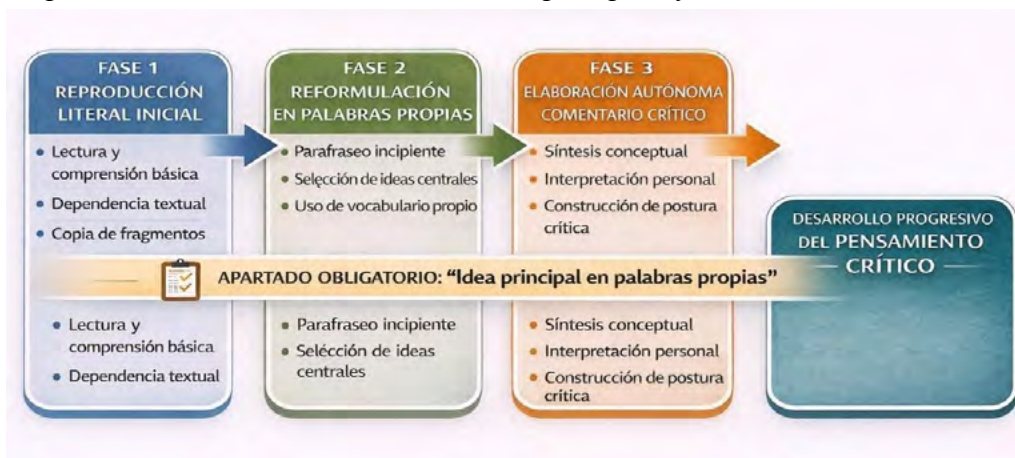 FASE 1
REPRODUCCIÓN
LITERAL INICIAL
• Lectura y
comprensión básica
• Dependencia textual
• Copia de fragmentos
FASE 2
REFORMULACIÓN
EN PALABRAS PROPIAS
• Parafraseo incipiente
• Selección de ideas centrales
• Uso de vocabulario propio
FASE 3
ELABORACIÓN AUTÓNOMA
COMENTARIO CRÍTICO
• Síntesis conceptual
• Interpretación personal
• Construcción de postura
crítica
DESARROLLO PROGRESIVO
DEL PENSAMIENTO
CRÍTICO
APARTADO OBLIGATORIO: “Idea principal en palabras propias”
• Lectura y
comprensión básica
• Dependencia textual
• Parafraseo incipiente
• Seléción de ideas
centrales
• Síntesis conceptual
• Interpretación personal
• Construcción de postura
crítica